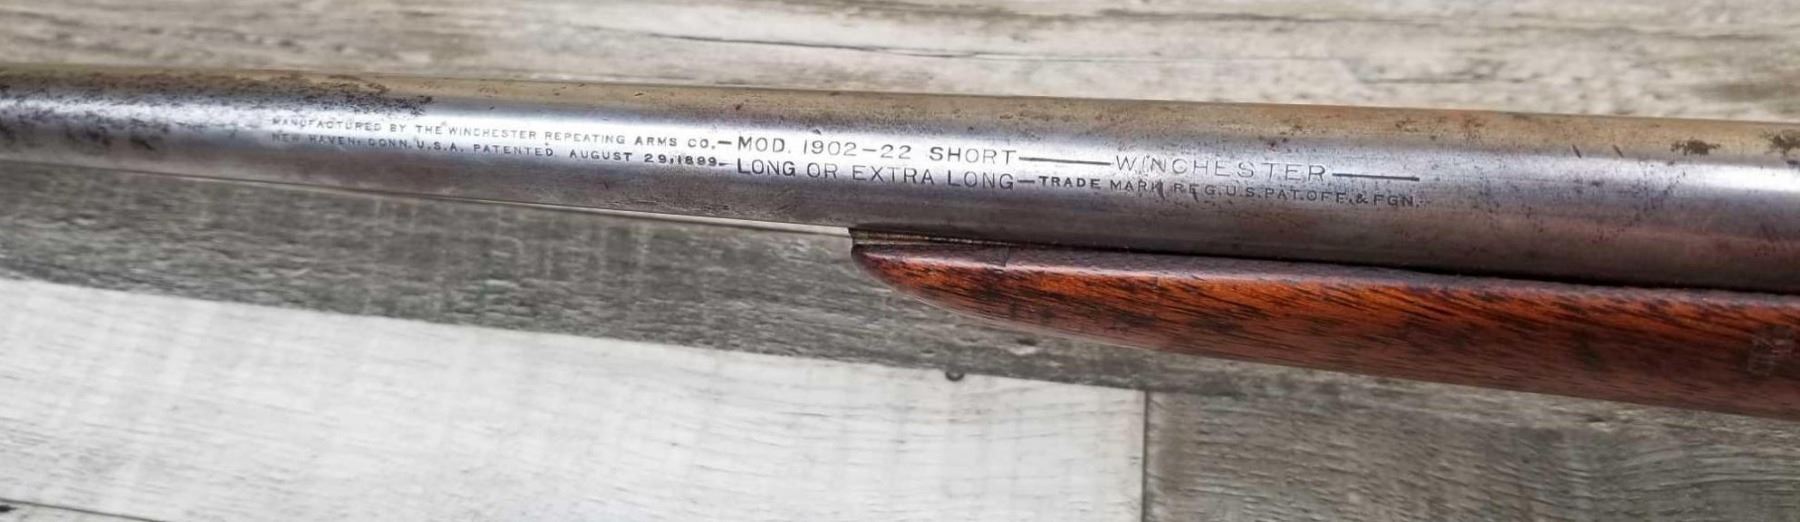 MANUFACTURED BY THE WINCHESTER REPEATING ARMS CO.—MOD. 1902-22 SHORT——WINCHESTER——
NEW HAVEN, CONN. U.S.A. PATENTED AUGUST 29, 1899—LONG OR EXTRA LONG—TRADE MARK REG. U.S. PAT. OFF. & FGN.